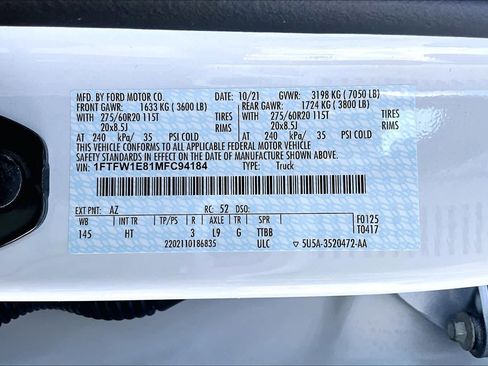 MFD. BY FORD MOTOR CO. 10/21 GVWR: 3198 KG ( 7050 LB)
FRONT GAWR: 1633 KG ( 3600 LB) REAR GAWR: 1724 KG ( 3800 LB)
WITH 275/60R20 115T TIRES WITH 275/60R20 115T TIRES
20x8.5J RIMS 20x8.5J RIMS
AT 240 kPa/ 35 PSI COLD AT 240 kPa/ 35 PSI COLD
THIS VEHICLE CONFORMS TO ALL APPLICABLE FEDERAL MOTOR VEHICLE
SAFETY STANDARDS IN EFFECT ON THE DATE OF MANUFACTURE SHOWN ABOVE.
VIN: 1FTFW1E81MFC94184 TYPE: Truck
EXT PNT: AZ RC: 52 DSO: F0125
WB INT TR TP/PS R AXLE TR SPR T0417
145 HT 3 L9 G TTBB
2202110186835 ULC 5U5A-3520472-AA